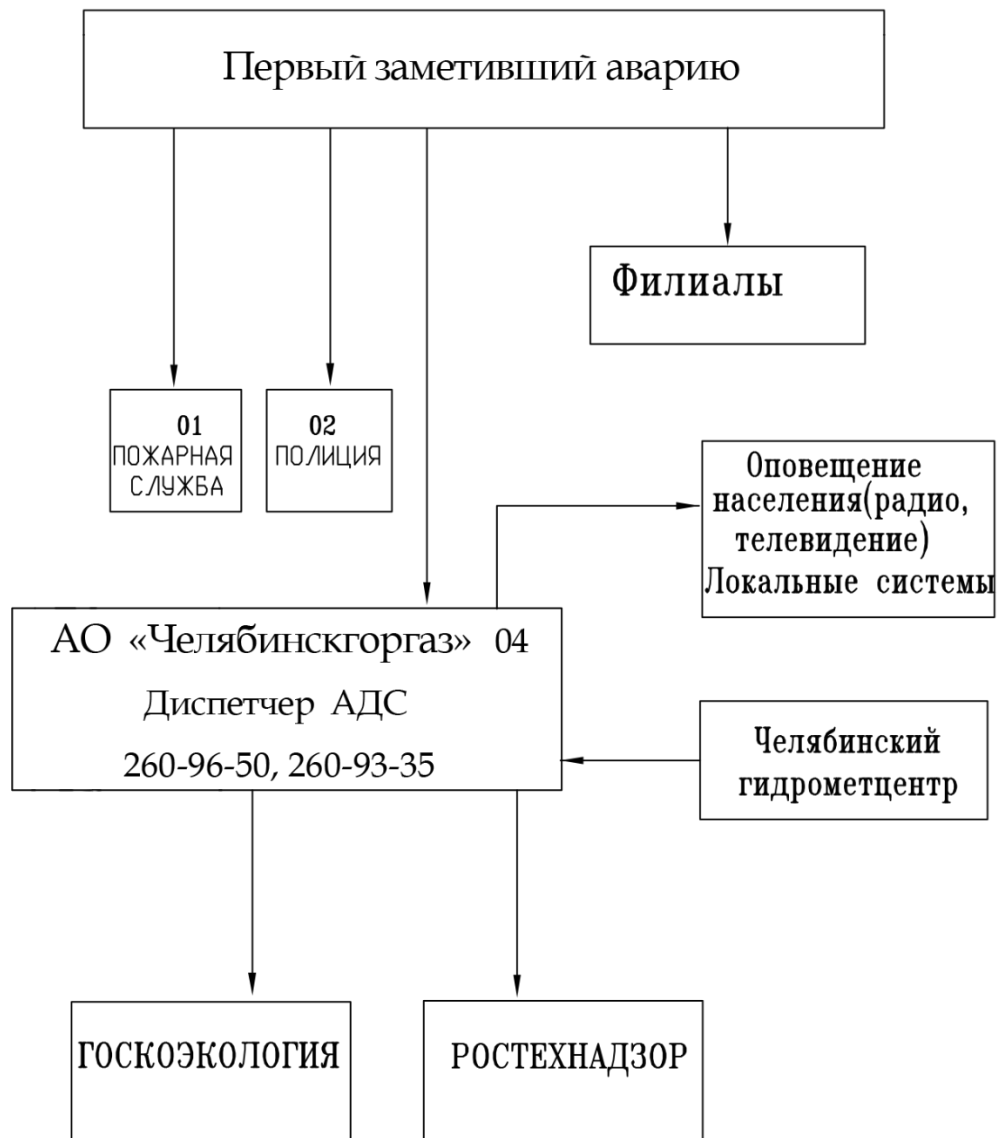 Первый заметивший аварию
Филиалы
01
ПОЖАРНАЯ
СЛУЖБА
02
ПОЛИЦИЯ
Оповещение
населения(радио,
телевидение)
Локальные системы
АО «Челябинскгоргаз» 04
Диспетчер АДС
260-96-50, 260-93-35
Челябинский
гидрометцентр
ГОСКОЭКОЛОГИЯ
РОСТЕХНАДЗОР